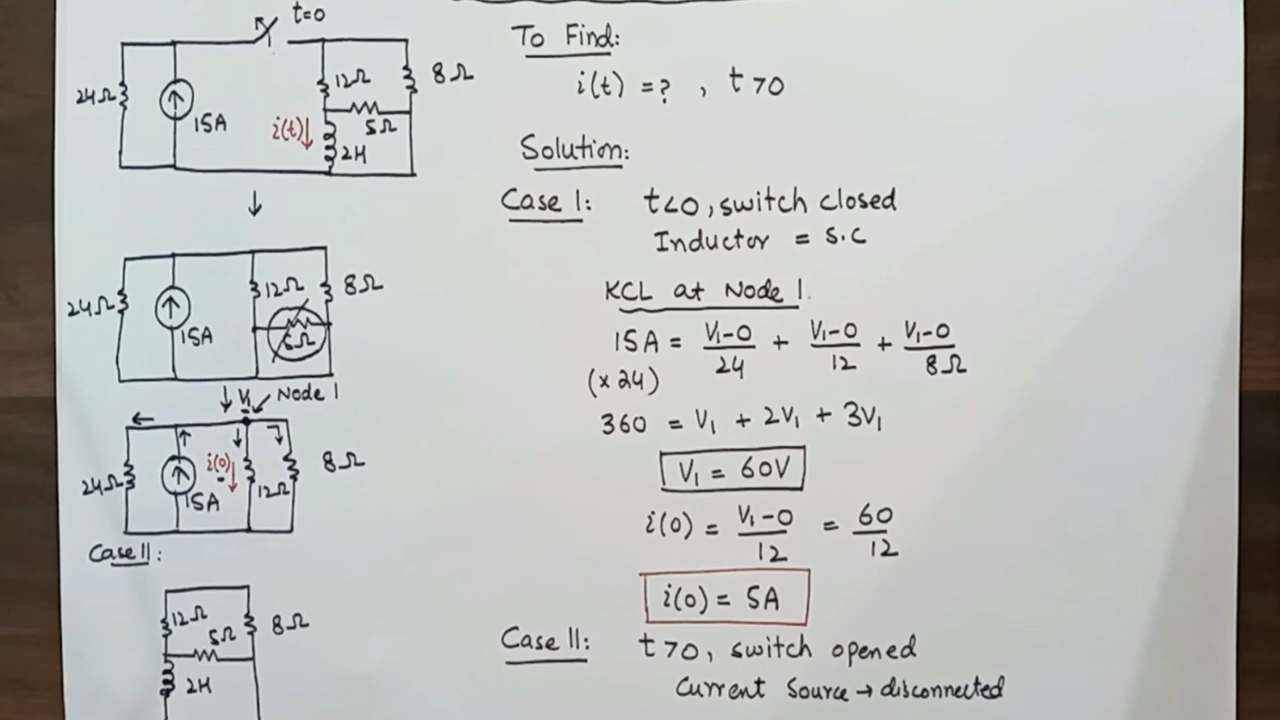 t=0
24Ω
15A
12Ω
8Ω
5Ω
i(t)
2H
24Ω
15A
12Ω
8Ω
5Ω
V₁
Node 1
24Ω
15A
i(0)
12Ω
8Ω
Case II:
12Ω
5Ω
8Ω
2H
To Find:
i(t) = ? , t >0
Solution:
Case I: t<0, switch closed
Inductor = S.C
KCL at Node 1.
15A = V₁-0/24 + V₁-0/12 + V₁-0/8Ω
(x 24)
360 = V₁ + 2V₁ + 3V₁
V₁ = 60V
i(0) = V₁-0/12 = 60/12
i(0) = 5A
Case II: t >0, switch opened
Current Source → disconnected